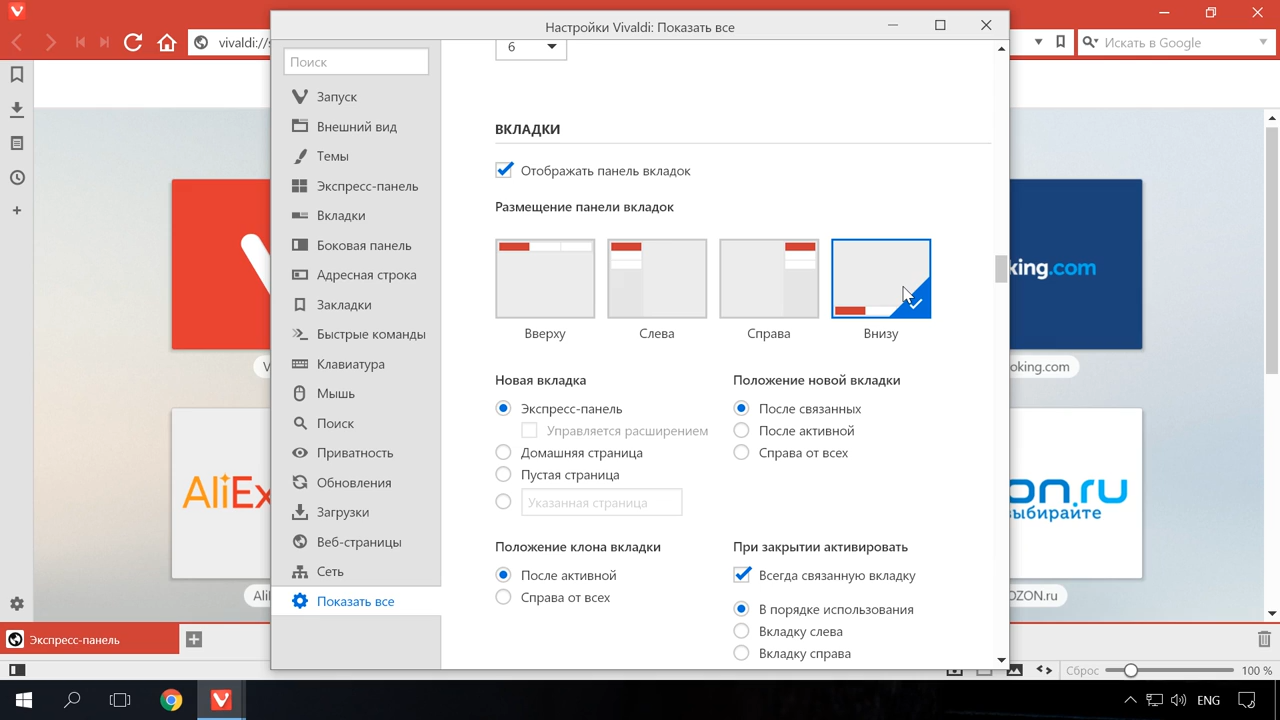 Настройки Vivaldi: Показать все
vivaldi://s
Искать в Google
Поиск
Запуск
Внешний вид
Темы
Экспресс-панель
Вкладки
Боковая панель
Адресная строка
Закладки
Быстрые команды
Клавиатура
Мышь
Поиск
Приватность
Обновления
Загрузки
Веб-страницы
Сеть
Показать все
6
ВКЛАДКИ
Отображать панель вкладок
Размещение панели вкладок
Вверху
Слева
Справа
Внизу
Новая вкладка
Экспресс-панель
Управляется расширением
Домашняя страница
Пустая страница
Указанная страница
Положение новой вкладки
После связанных
После активной
Справа от всех
Положение клона вкладки
После активной
Справа от всех
При закрытии активировать
Всегда связанную вкладку
В порядке использования
Вкладку слева
Вкладку справа
V
king.com
oking.com
AliEx
Ali
on.ru
выбирайте
OZON.ru
Экспресс-панель
Сброс
100 %
ENG